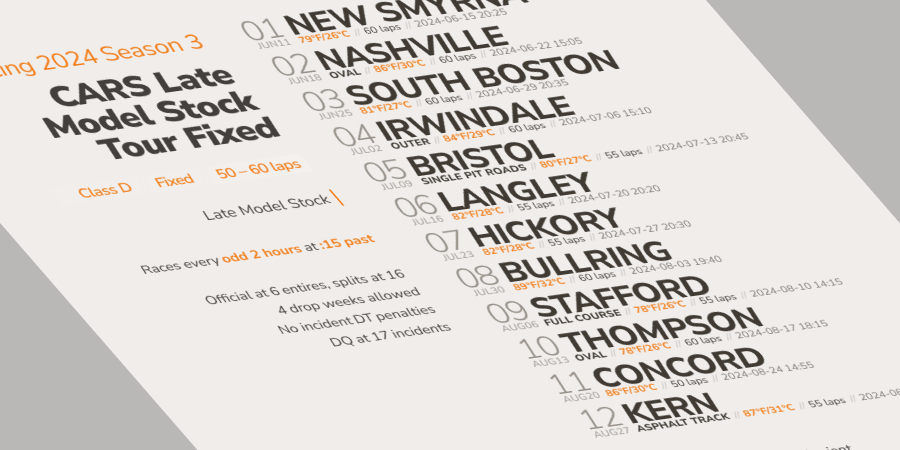 ing 2024 Season 3
CARS Late
Model Stock
Tour Fixed
Class D Fixed 50 – 60 laps
Late Model Stock |
Races every odd 2 hours at :15 past
Official at 6 entires, splits at 16
4 drop weeks allowed
No incident DT penalties
DQ at 17 incidents
01 NEW SMYRNA
JUN11 79°F/26°C // 60 laps // 2024-06-15 20:25
02 NASHVILLE
JUN18 OVAL // 86°F/30°C // 60 laps // 2024-06-22 15:05
03 SOUTH BOSTON
JUN25 81°F/27°C // 60 laps // 2024-06-29 20:35
04 IRWINDALE
JUL02 OUTER // 84°F/29°C // 60 laps // 2024-07-06 15:10
05 BRISTOL
JUL09 SINGLE PIT ROADS // 80°F/27°C // 55 laps // 2024-07-13 20:45
06 LANGLEY
JUL16 82°F/28°C // 55 laps // 2024-07-20 20:20
07 HICKORY
JUL23 82°F/28°C // 55 laps // 2024-07-27 20:30
08 BULLRING
JUL30 89°F/32°C // 60 laps // 2024-08-03 19:40
09 STAFFORD
AUG06 FULL COURSE // 78°F/26°C // 55 laps // 2024-08-10 14:15
10 THOMPSON
AUG13 OVAL // 78°F/26°C // 60 laps // 2024-08-17 18:15
11 CONCORD
AUG20 86°F/30°C // 50 laps // 2024-08-24 14:55
12 KERN
AUG27 ASPHALT TRACK // 87°F/31°C // 55 laps // 2024-08